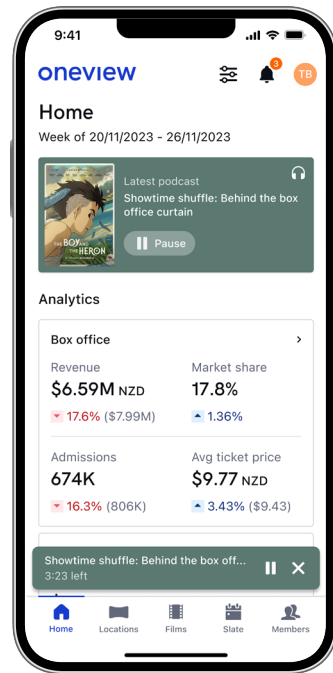 9:41
oneview
3
TB
Home
Week of 20/11/2023 - 26/11/2023
THE BOY AND
THE HERON
Latest podcast
Showtime shuffle: Behind the box
office curtain
Pause
Analytics
Box office
Revenue
$6.59M NZD
17.6% ($7.99M)
Market share
17.8%
1.36%
Admissions
674K
16.3% (806K)
Avg ticket price
$9.77 NZD
3.43% ($9.43)
Showtime shuffle: Behind the box off...
3:23 left
Home
Locations
Films
Slate
Members